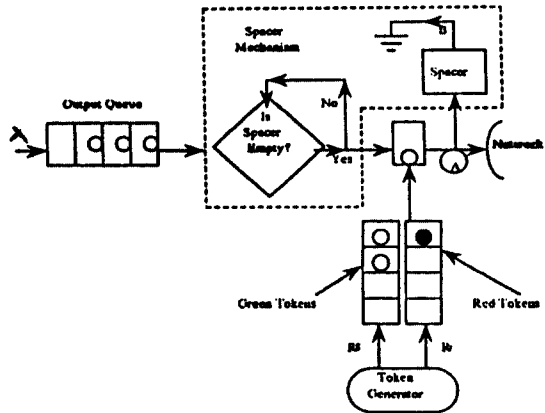 Spacer
Mechanism
Spacer
Output Queue
No
Is
Spacer
Empty?
Yes
Network
λ
Green Tokens
Red Tokens
Token
Generator